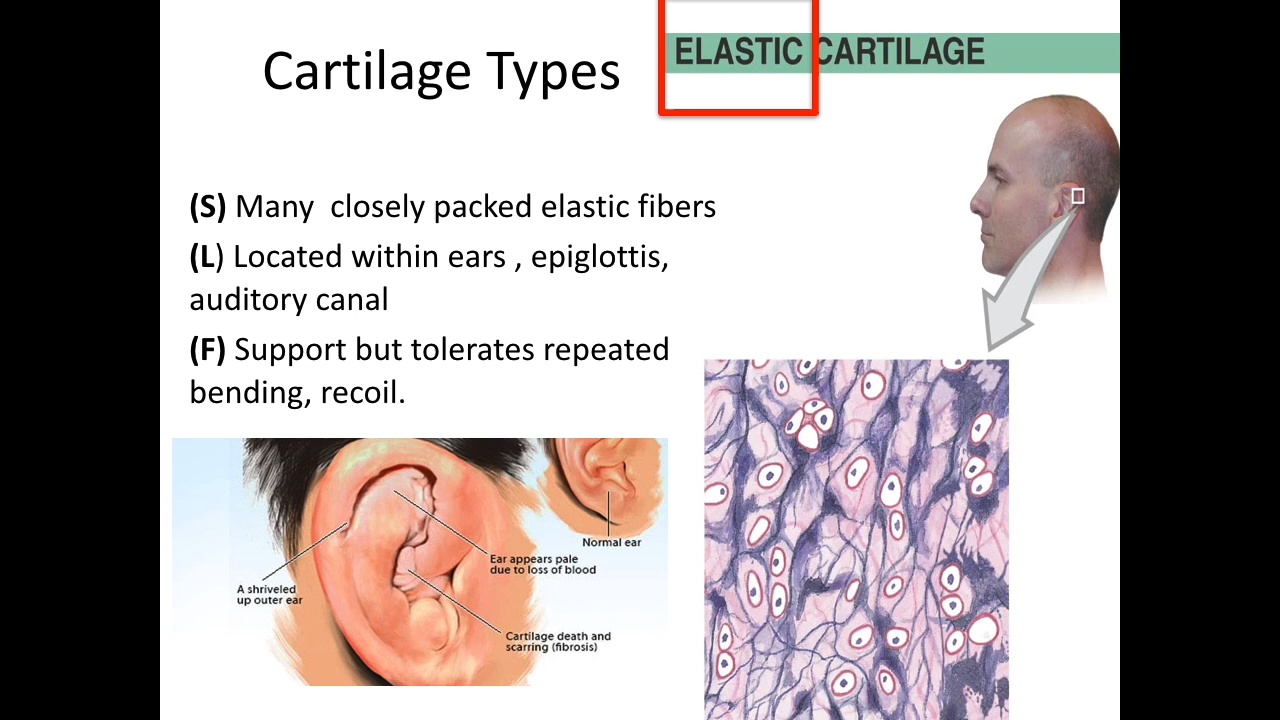 Cartilage Types
ELASTIC CARTILAGE
(S) Many  closely packed elastic fibers
(L) Located within ears , epiglottis,
auditory canal
(F) Support but tolerates repeated
bending, recoil.
Normal ear
Ear appears pale
due to loss of blood
A shriveled
up outer ear
Cartilage death and
scarring (fibrosis)